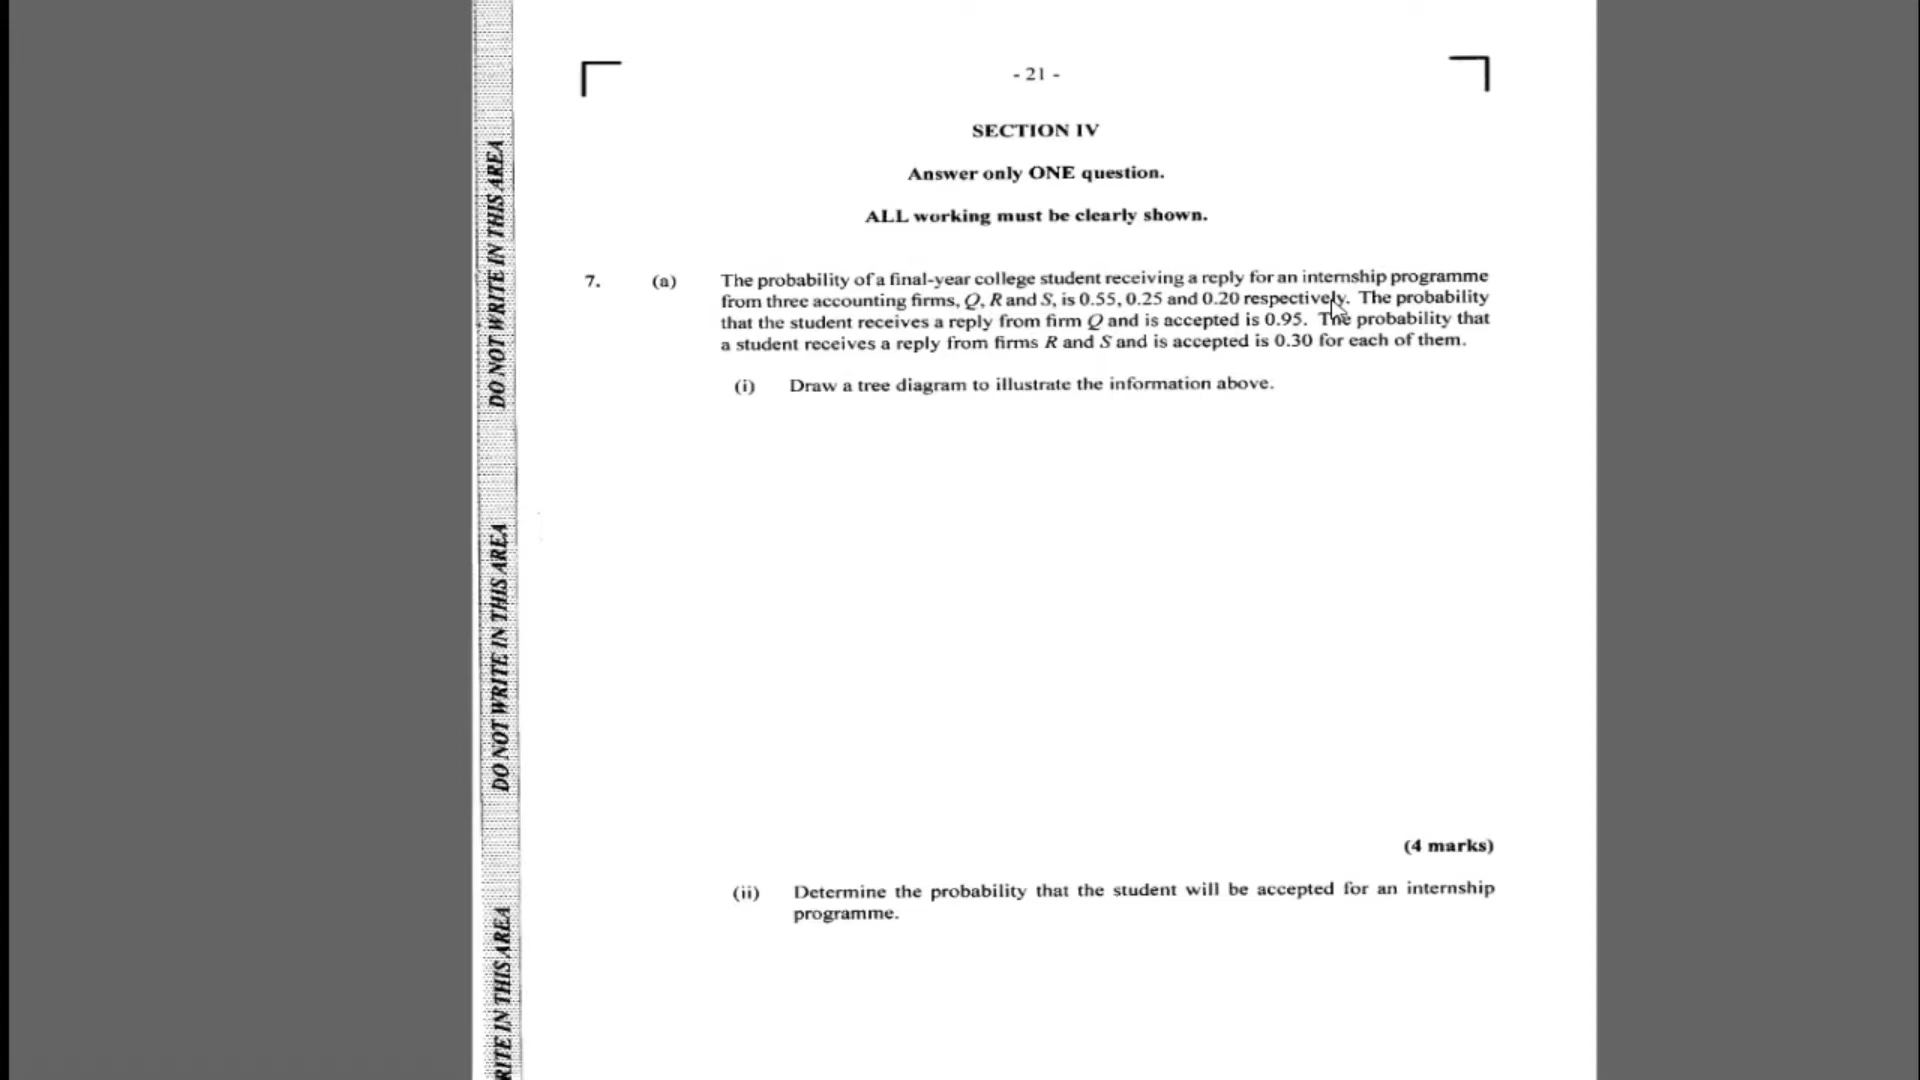 - 21 -
SECTION IV
Answer only ONE question.
ALL working must be clearly shown.
7. (a) The probability of a final-year college student receiving a reply for an internship programme
from three accounting firms, Q, R and S, is 0.55, 0.25 and 0.20 respectively. The probability
that the student receives a reply from firm Q and is accepted is 0.95. The probability that
a student receives a reply from firms R and S and is accepted is 0.30 for each of them.
(i) Draw a tree diagram to illustrate the information above.
(4 marks)
(ii) Determine the probability that the student will be accepted for an internship
programme.
DO NOT WRITE IN THIS AREA
DO NOT WRITE IN THIS AREA
RITE IN THIS AREA